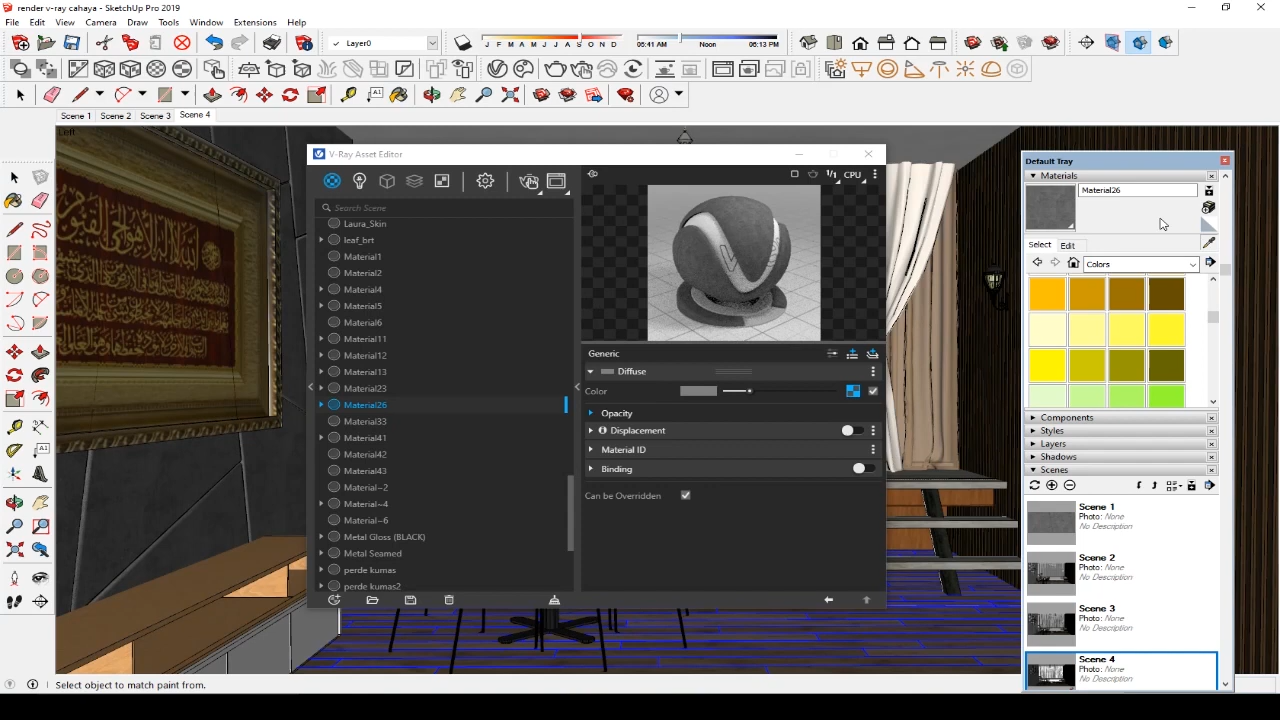 render v-ray cahaya - SketchUp Pro 2019
File Edit View Camera Draw Tools Window Extensions Help
Layer0
J F M A M J J A S O N D
06:41 AM Noon 06:13 PM
Scene 1 Scene 2 Scene 3 Scene 4
Left
V-Ray Asset Editor
Search Scene
Laura_Skin
leaf_brt
Material1
Material2
Material4
Material5
Material6
Material11
Material12
Material13
Material23
Material26
Material33
Material41
Material42
Material43
Material~2
Material~4
Material~6
Metal Gloss (BLACK)
Metal Seamed
perde kumas
perde kumas2
1/1 CPU
Generic
Diffuse
Color
Opacity
Displacement
Material ID
Binding
Can be Overridden
Default Tray
Materials
Material26
Select Edit
Colors
Components
Styles
Layers
Shadows
Scenes
Scene 1
Photo: None
No Description
Scene 2
Photo: None
No Description
Scene 3
Photo: None
No Description
Scene 4
Photo: None
No Description
Select object to match paint from.